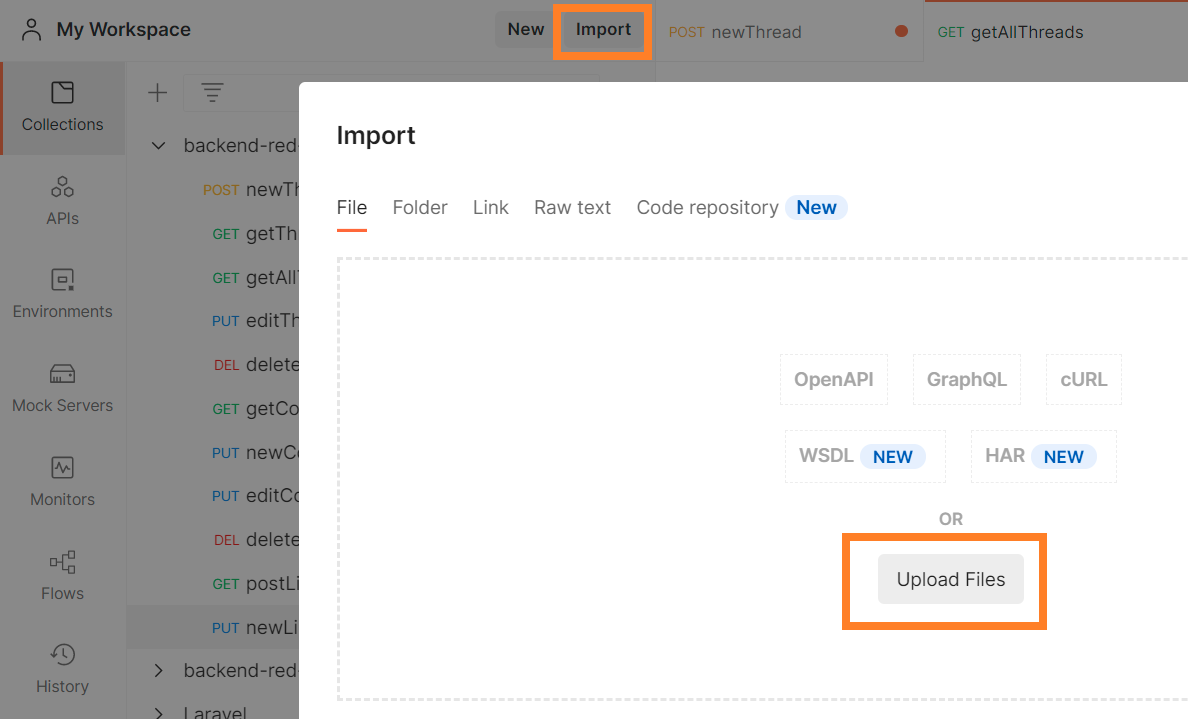 My Workspace
New
Import
POST newThread
GET getAllThreads
Collections
APIs
Environments
Mock Servers
Monitors
Flows
History
backend-red-
POST newTh
GET getTh
GET getAll
PUT editTh
DEL delete
GET getCo
PUT newCo
PUT editCo
DEL delete
GET postLi
PUT newLi
backend-red-
Laravel
Import
File Folder Link Raw text Code repository New
OpenAPI GraphQL cURL
WSDL NEW HAR NEW
OR
Upload Files